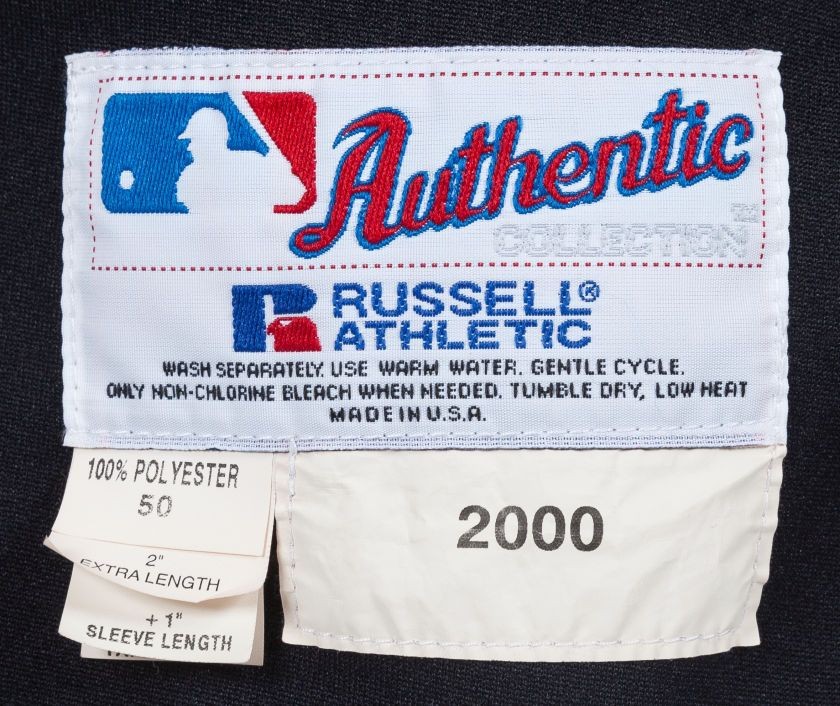 Authentic
COLLECTION™
RUSSELL®
ATHLETIC
WASH SEPARATELY. USE WARM WATER. GENTLE CYCLE.
ONLY NON-CHLORINE BLEACH WHEN NEEDED. TUMBLE DRY, LOW HEAT
MADE IN U.S.A.
100% POLYESTER
50
2"
EXTRA LENGTH
+ 1"
SLEEVE LENGTH
2000